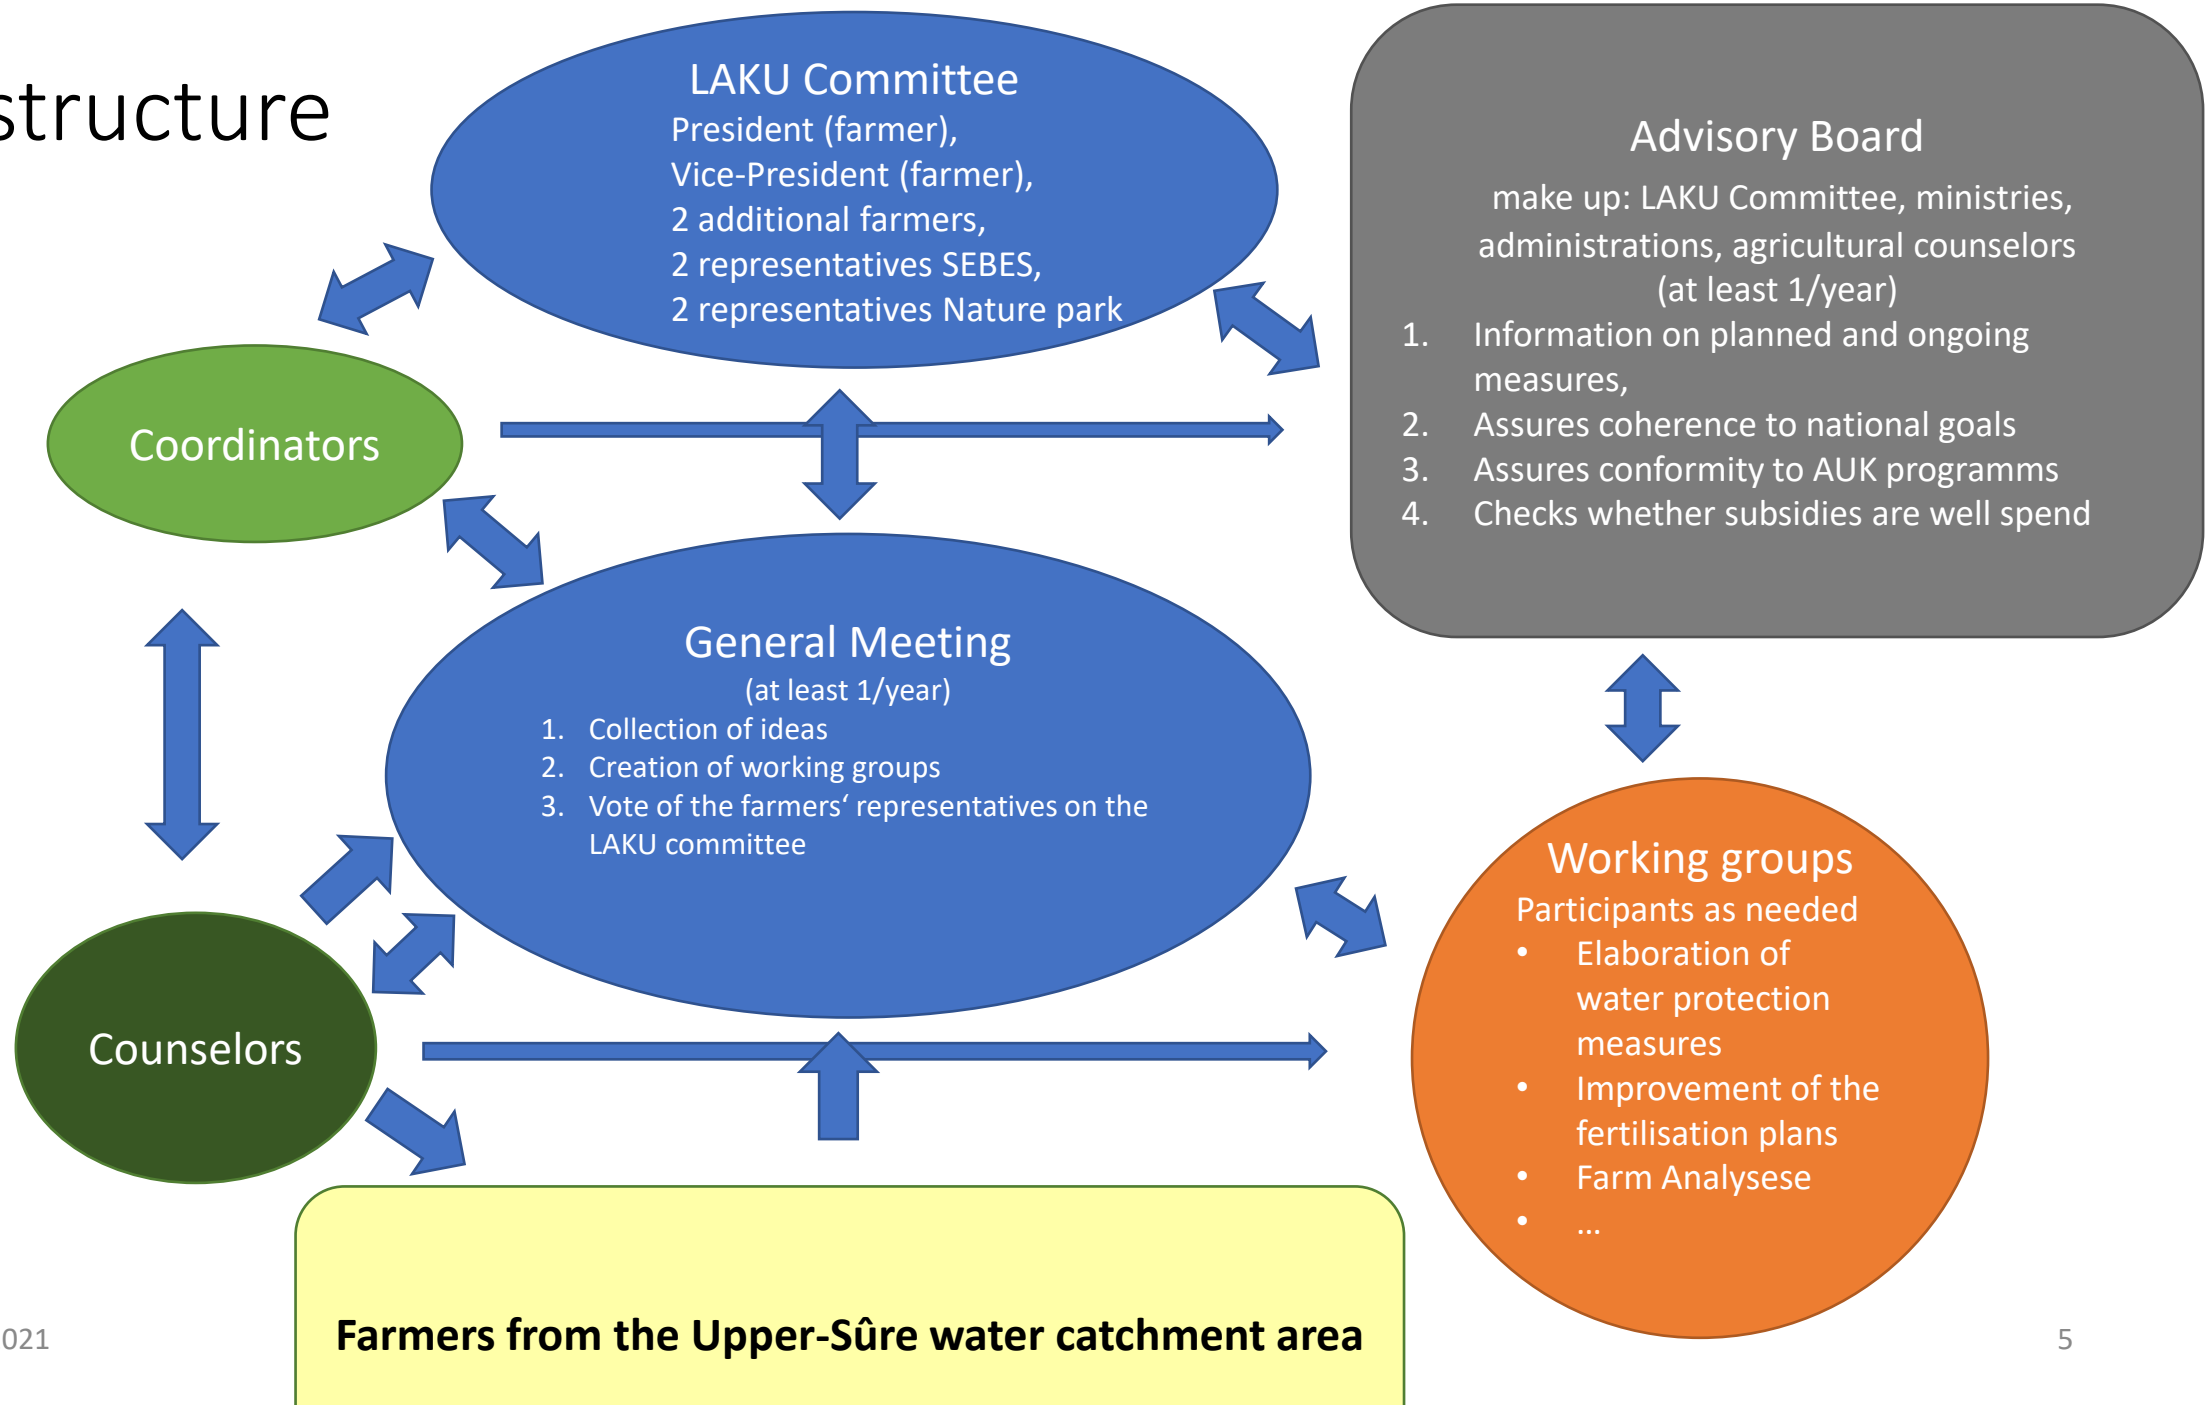 structure
LAKU Committee
President (farmer),
Vice-President (farmer),
2 additional farmers,
2 representatives SEBES,
2 representatives Nature park
Advisory Board
make up: LAKU Committee, ministries,
administrations, agricultural counselors
(at least 1/year)
1. Information on planned and ongoing
measures,
2. Assures coherence to national goals
3. Assures conformity to AUK programms
4. Checks whether subsidies are well spend
Coordinators
General Meeting
(at least 1/year)
1. Collection of ideas
2. Creation of working groups
3. Vote of the farmers‘ representatives on the
LAKU committee
Working groups
Participants as needed
• Elaboration of
water protection
measures
• Improvement of the
fertilisation plans
• Farm Analysese
• ...
Counselors
Farmers from the Upper-Sûre water catchment area
021
5